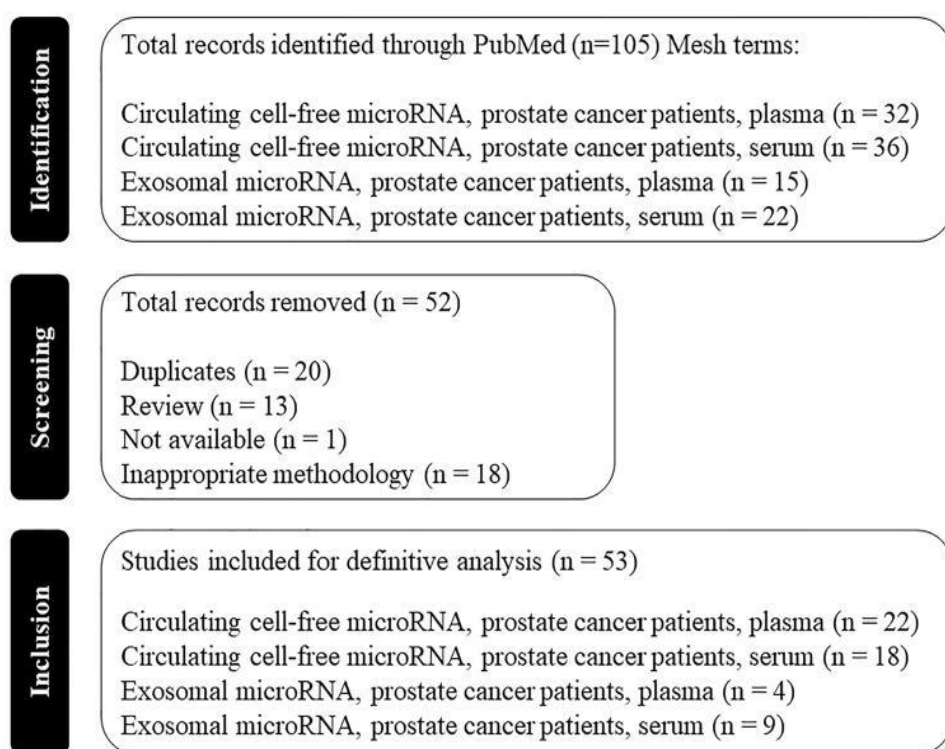 Identification
Total records identified through PubMed (n=105) Mesh terms:
Circulating cell-free microRNA, prostate cancer patients, plasma (n = 32)
Circulating cell-free microRNA, prostate cancer patients, serum (n = 36)
Exosomal microRNA, prostate cancer patients, plasma (n = 15)
Exosomal microRNA, prostate cancer patients, serum (n = 22)
Screening
Total records removed (n = 52)
Duplicates (n = 20)
Review (n = 13)
Not available (n = 1)
Inappropriate methodology (n = 18)
Inclusion
Studies included for definitive analysis (n = 53)
Circulating cell-free microRNA, prostate cancer patients, plasma (n = 22)
Circulating cell-free microRNA, prostate cancer patients, serum (n = 18)
Exosomal microRNA, prostate cancer patients, plasma (n = 4)
Exosomal microRNA, prostate cancer patients, serum (n = 9)